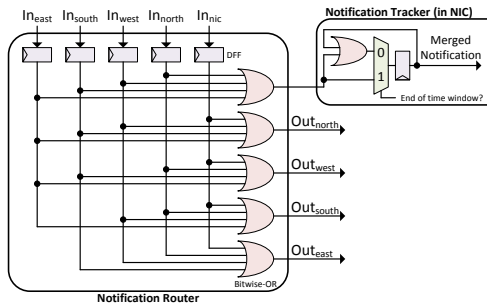 In_east In_south In_west In_north In_nic
Notification Tracker (in NIC)
DFF
0
1
Merged
Notification
End of time window?
Out_north
Out_west
Out_south
Out_east
Bitwise-OR
Notification Router